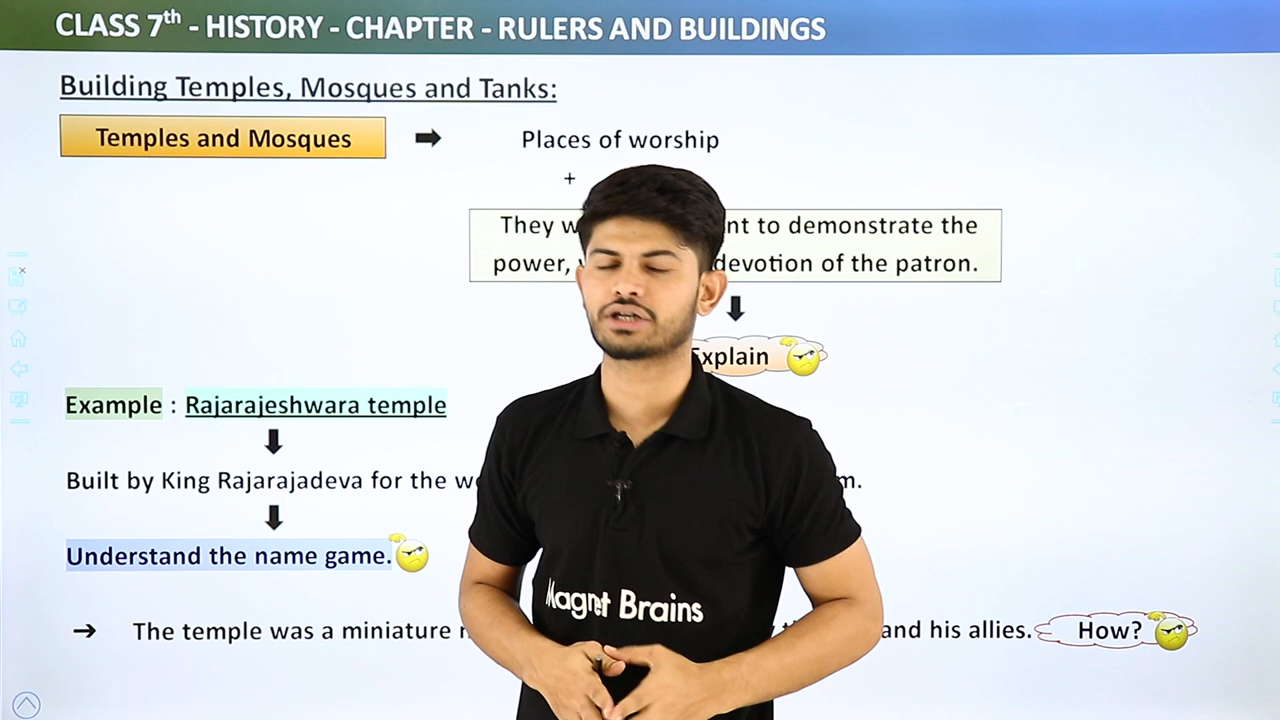 CLASS 7th - HISTORY - CHAPTER - RULERS AND BUILDINGS
Building Temples, Mosques and Tanks:
Temples and Mosques
Places of worship
+
They nt to demonstrate the
power, devotion of the patron.
Explain
Example : Rajarajeshwara temple
Built by King Rajarajadeva for the
Understand the name game.
The temple was a miniature and his allies. How?
Magnet Brains